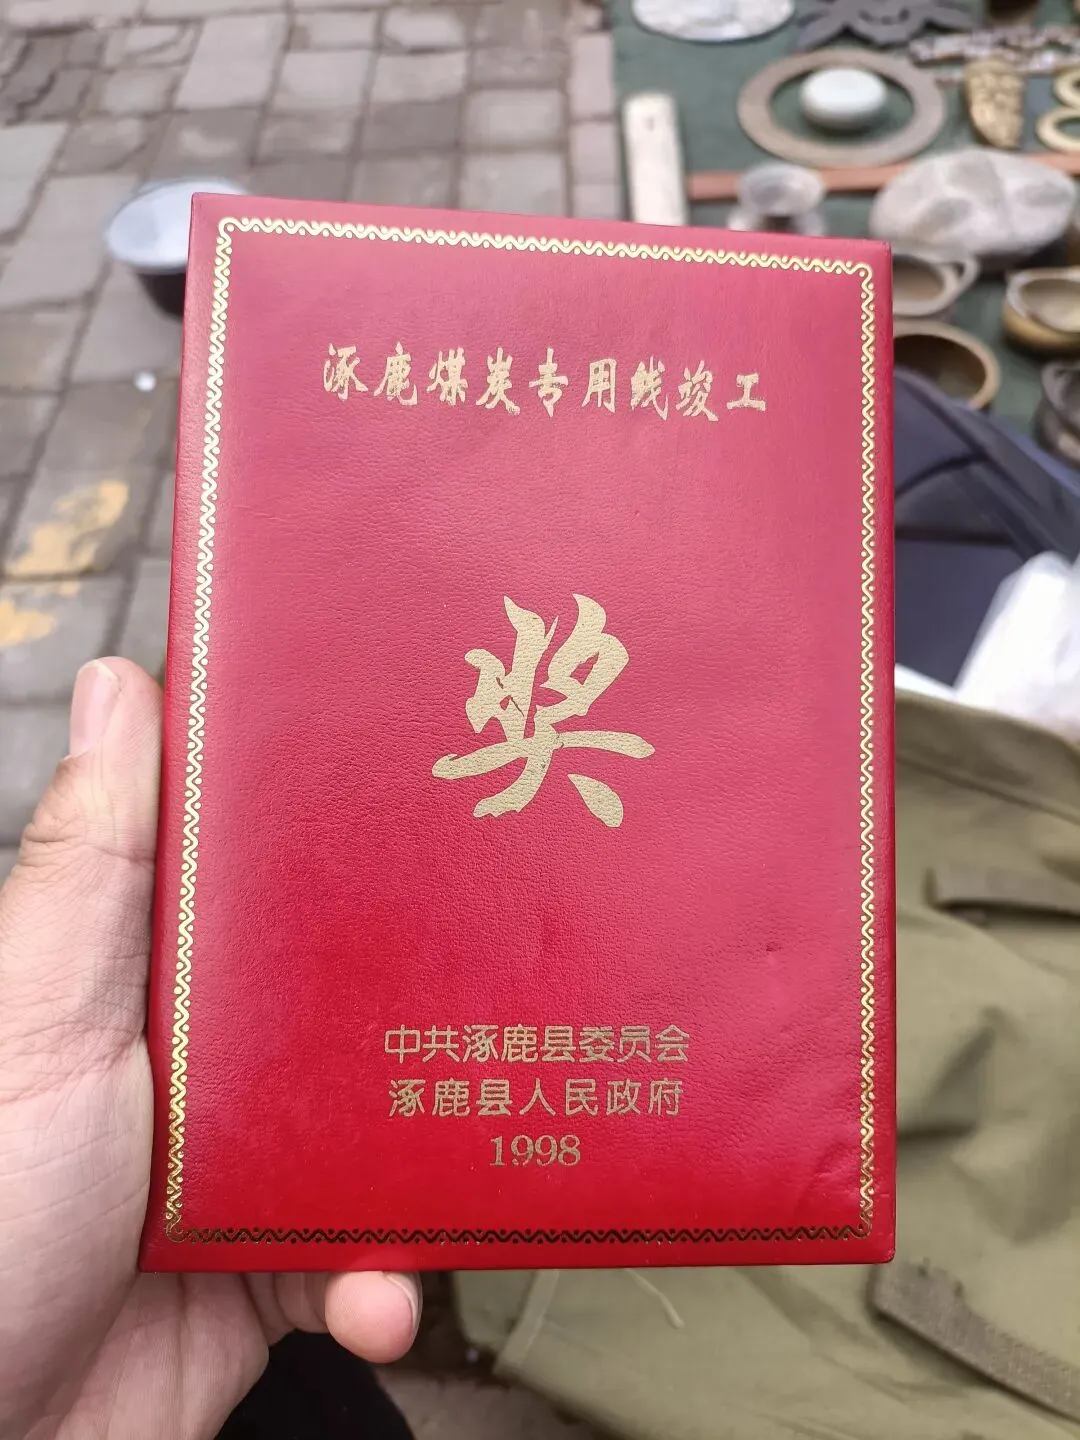 涿鹿煤炭专用线竣工
奖
中共涿鹿县委员会
涿鹿县人民政府
1998